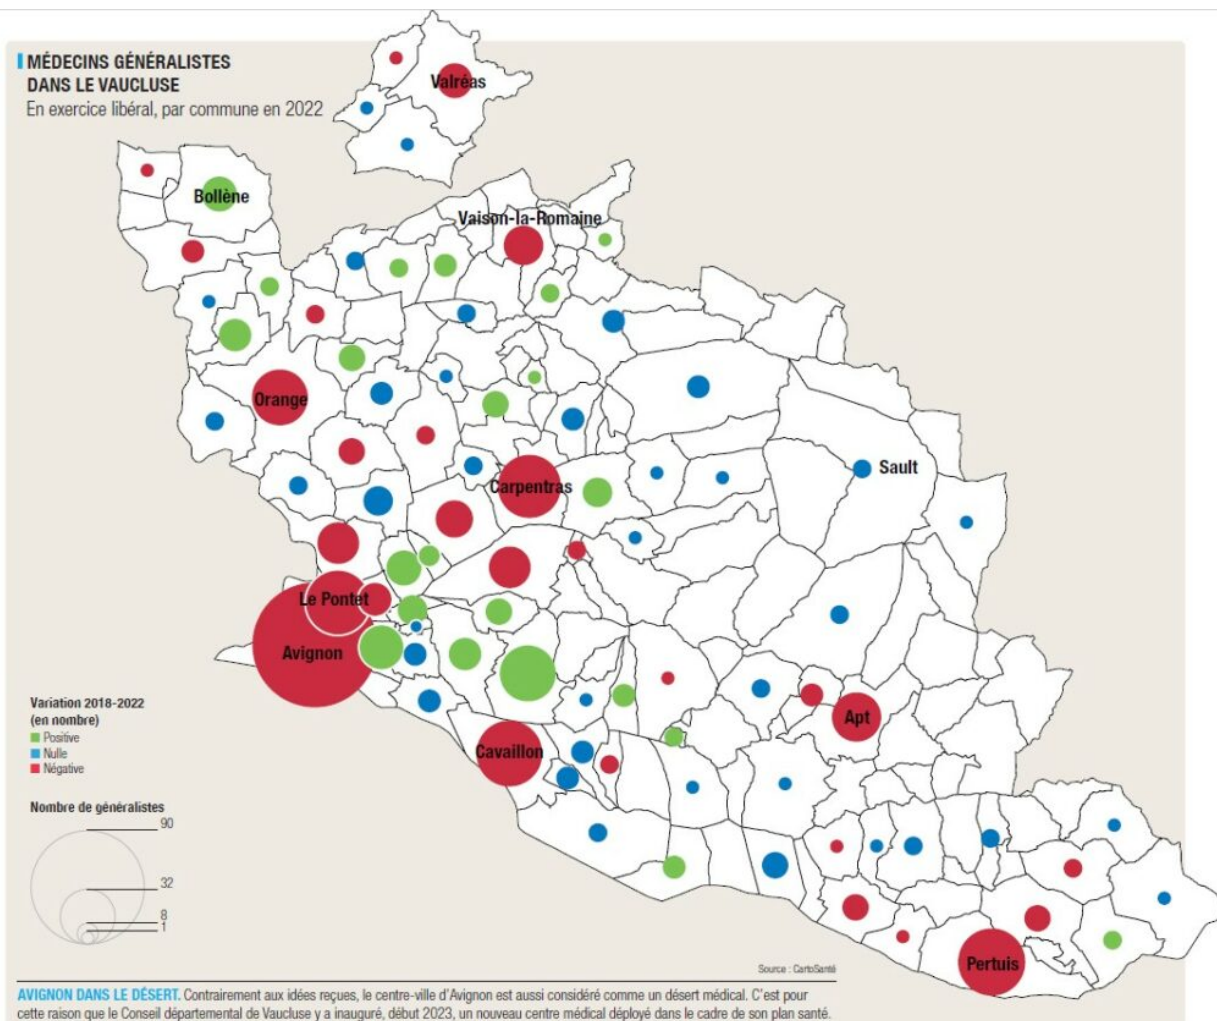 MÉDECINS GÉNÉRALISTES
DANS LE VAUCLUSE
En exercice libéral, par commune en 2022
Valréas
Bollène
Vaison-la-Romaine
Orange
Carpentras
Sault
Le Pontet
Avignon
Cavaillon
Apt
Pertuis
Variation 2018-2022
(en nombre)
Positive
Nulle
Négative
Nombre de généralistes
90
32
8
1
Source : CartoSanté
AVIGNON DANS LE DÉSERT. Contrairement aux idées reçues, le centre-ville d'Avignon est aussi considéré comme un désert médical. C'est pour
cette raison que le Conseil départemental de Vaucluse y a inauguré, début 2023, un nouveau centre médical déployé dans le cadre de son plan santé.